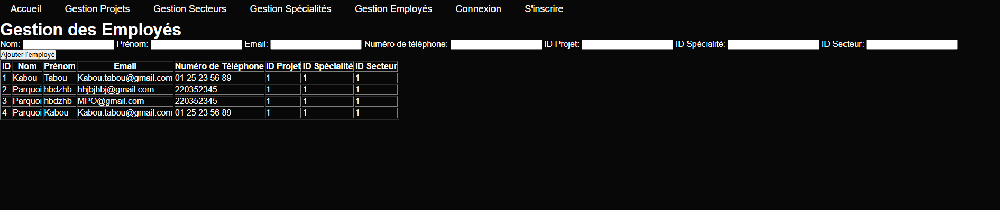 Accueil Gestion Projets Gestion Secteurs Gestion Spécialités Gestion Employés Connexion S'inscrire
Gestion des Employés
Nom: Prénom: Email: Numéro de téléphone: ID Projet: ID Spécialité: ID Secteur:
Ajouter l'employé
ID Nom Prénom Email Numéro de Téléphone ID Projet ID Spécialité ID Secteur
1 Kabou Tabou Kabou.tabou@gmail.com 01 25 23 56 89 1 1 1
2 Parquoi hbdzhb hhjbjhbj@gmail.com 220352345 1 1 1
3 Parquoi hbdzhb MPO@gmail.com 220352345 1 1 1
4 Parquoi Kabou Kabou.tabou@gmail.com 01 25 23 56 89 1 1 1